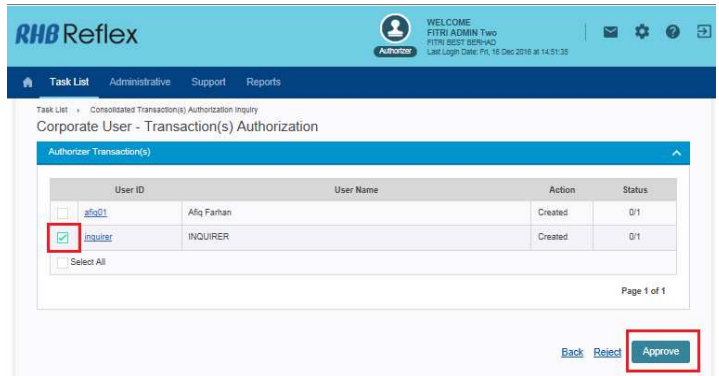 RHB Reflex
Authorizer
WELCOME
FITRI ADMIN Two
FITRI BEST BERHAD
Last Login Date: Fri, 16 Dec 2016 at 14:51:35
Task List Administrative Support Reports
Task List › Consolidated Transaction(s) Authorization Inquiry
Corporate User - Transaction(s) Authorization
Authorizer Transaction(s)
User ID User Name Action Status
afiq01 Afiq Farhan Created 0/1
inquirer INQUIRER Created 0/1
Select All
Page 1 of 1
Back Reject Approve